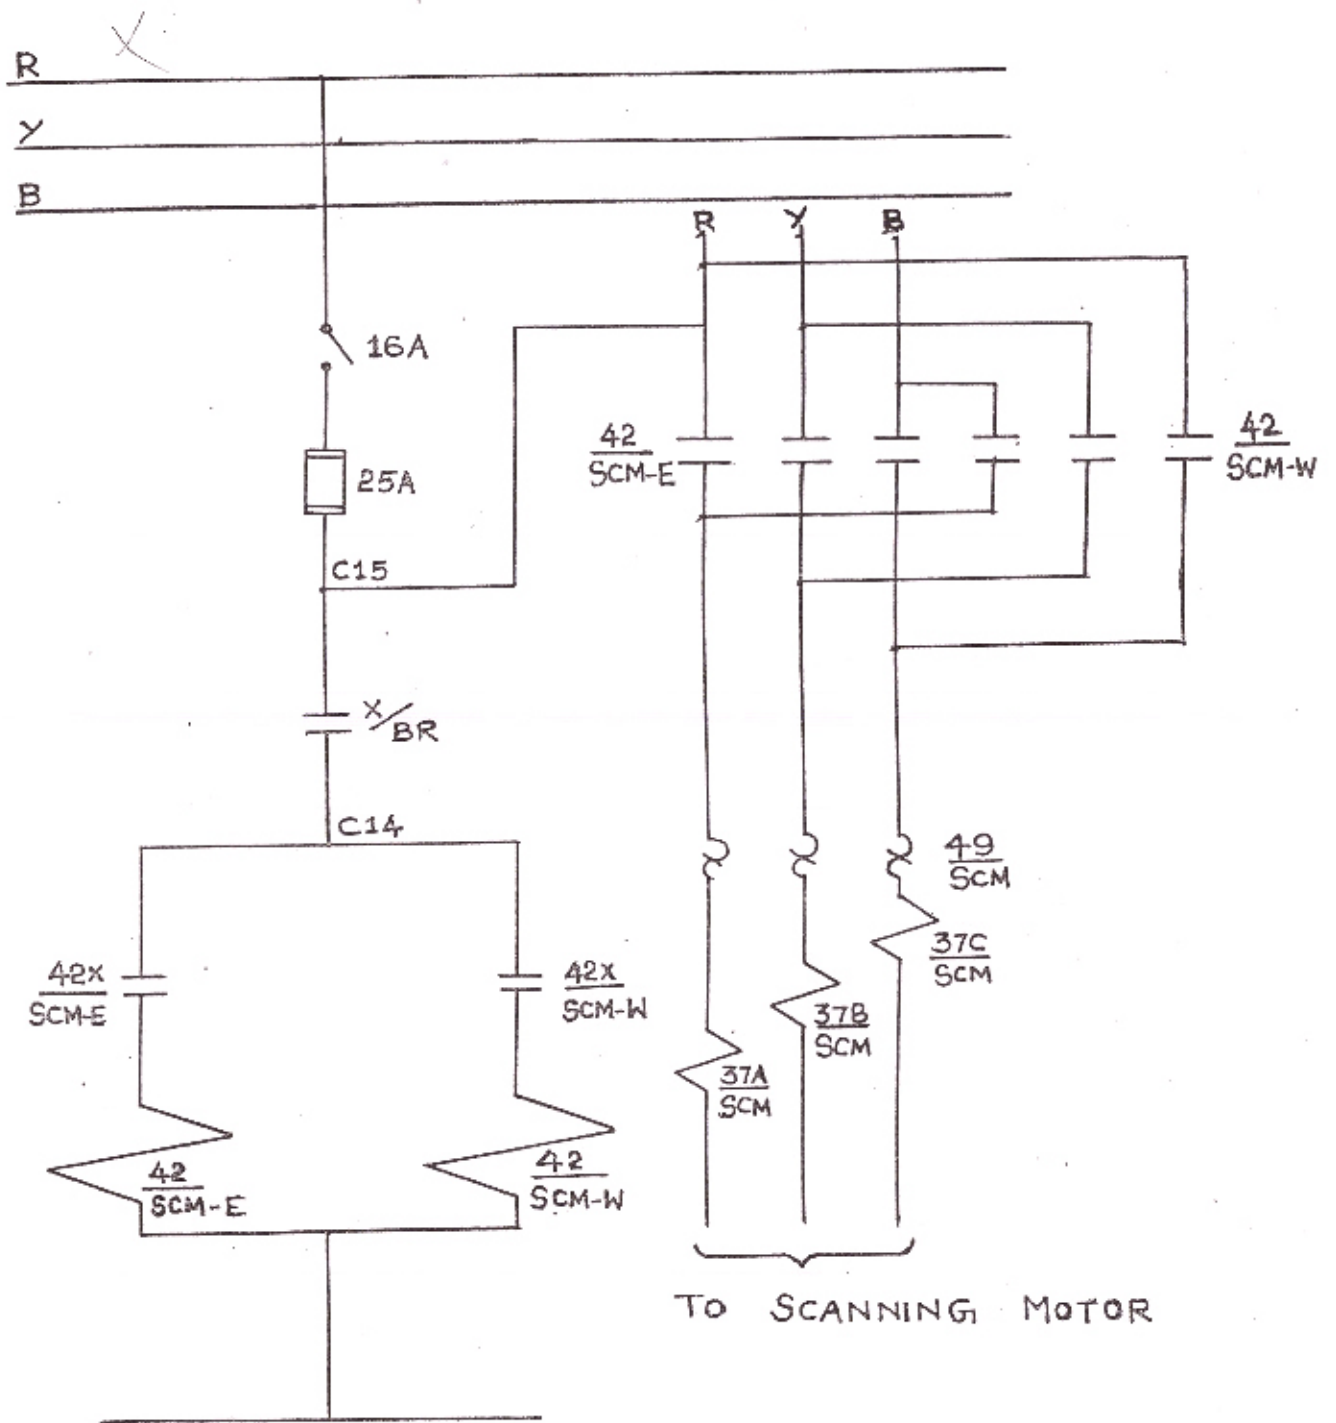 R
Y
B
R Y B
16A
25A
42
SCM-E
42
SCM-W
C15
X/BR
C14
49
SCM
37C
SCM
37B
SCM
37A
SCM
42X
SCM-E
42X
SCM-W
42
SCM-E
42
SCM-W
TO SCANNING MOTOR